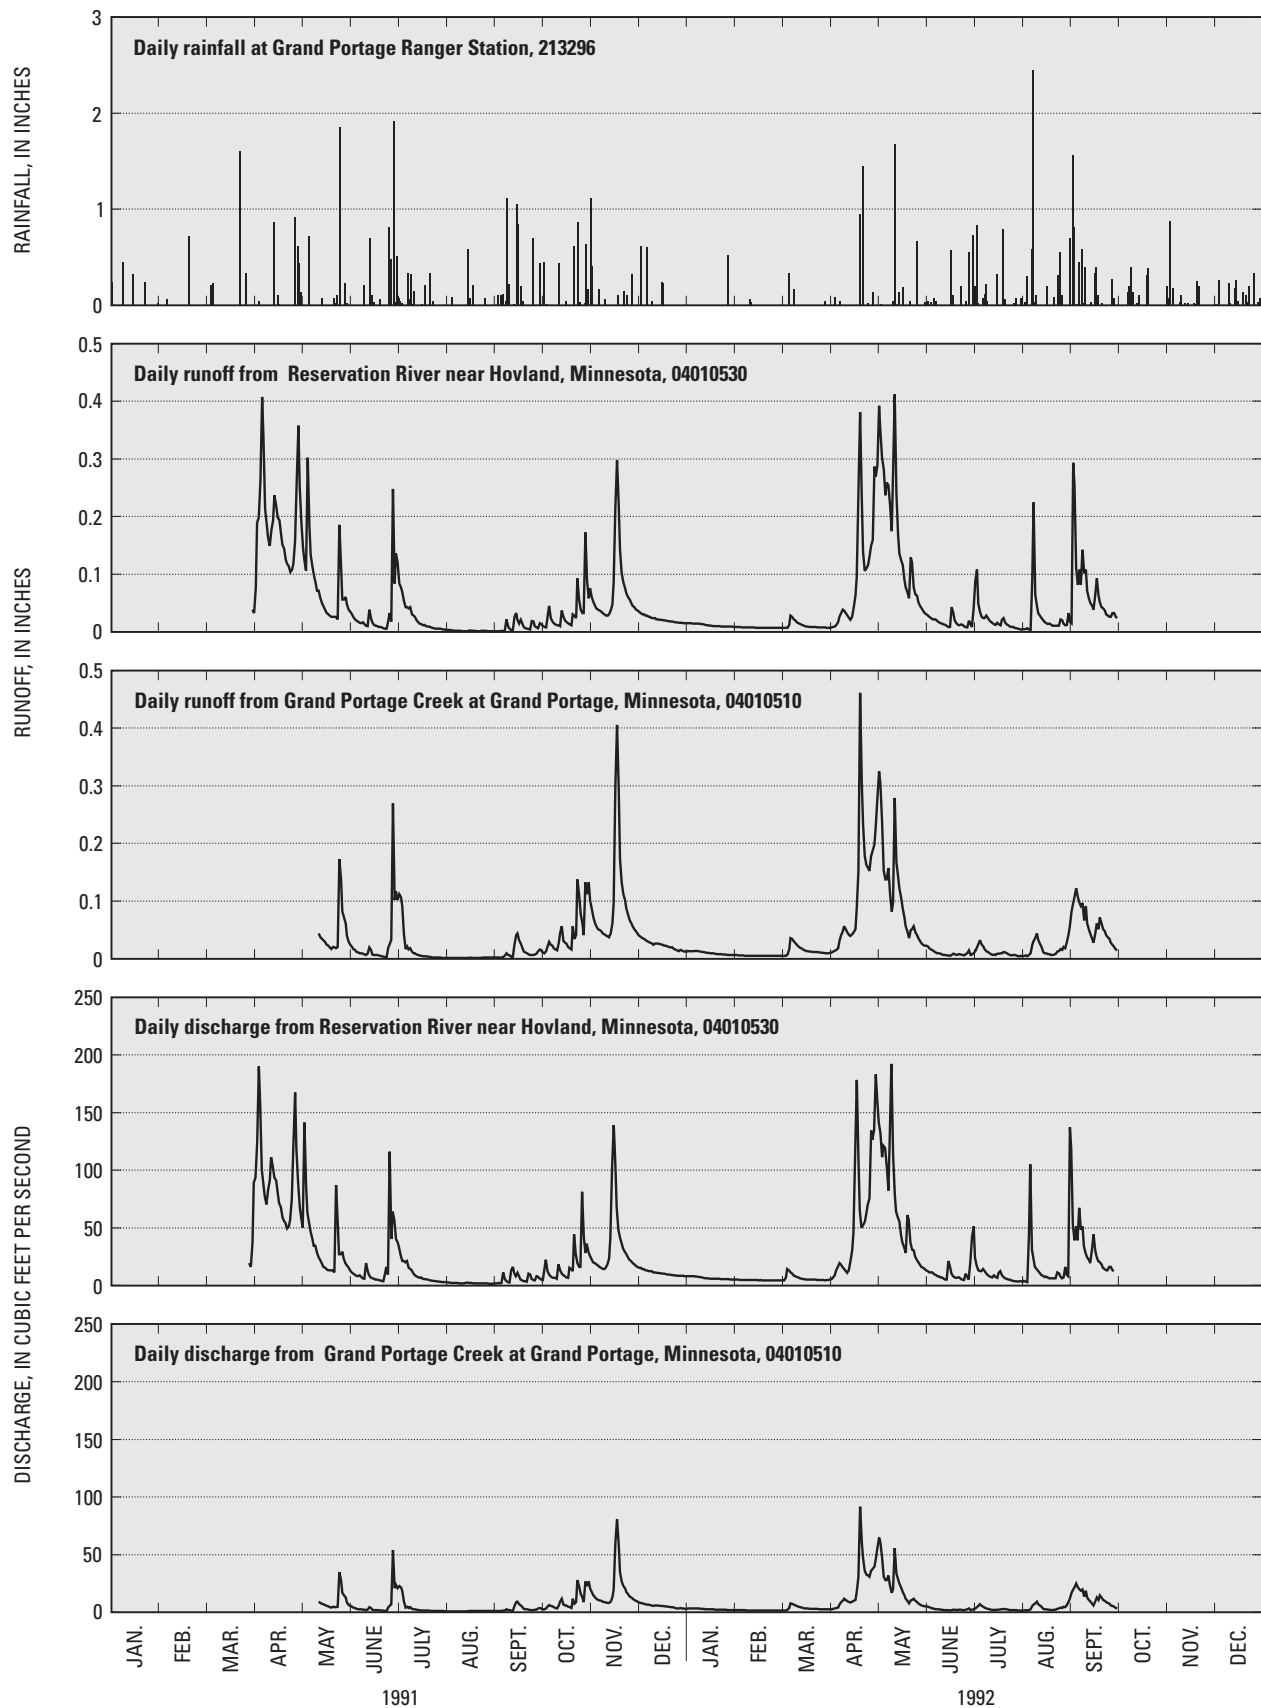 RAINFALL, IN INCHES
3
2
1
0
Daily rainfall at Grand Portage Ranger Station, 213296
RUNOFF, IN INCHES
0.5
0.4
0.3
0.2
0.1
0
Daily runoff from Reservation River near Hovland, Minnesota, 04010530
0.5
0.4
0.3
0.2
0.1
0
Daily runoff from Grand Portage Creek at Grand Portage, Minnesota, 04010510
DISCHARGE, IN CUBIC FEET PER SECOND
250
200
150
100
50
0
Daily discharge from Reservation River near Hovland, Minnesota, 04010530
250
200
150
100
50
0
Daily discharge from Grand Portage Creek at Grand Portage, Minnesota, 04010510
JAN.
FEB.
MAR.
APR.
MAY
JUNE
JULY
AUG.
SEPT.
OCT.
NOV.
DEC.
JAN.
FEB.
MAR.
APR.
MAY
JUNE
JULY
AUG.
SEPT.
OCT.
NOV.
DEC.
1991
1992